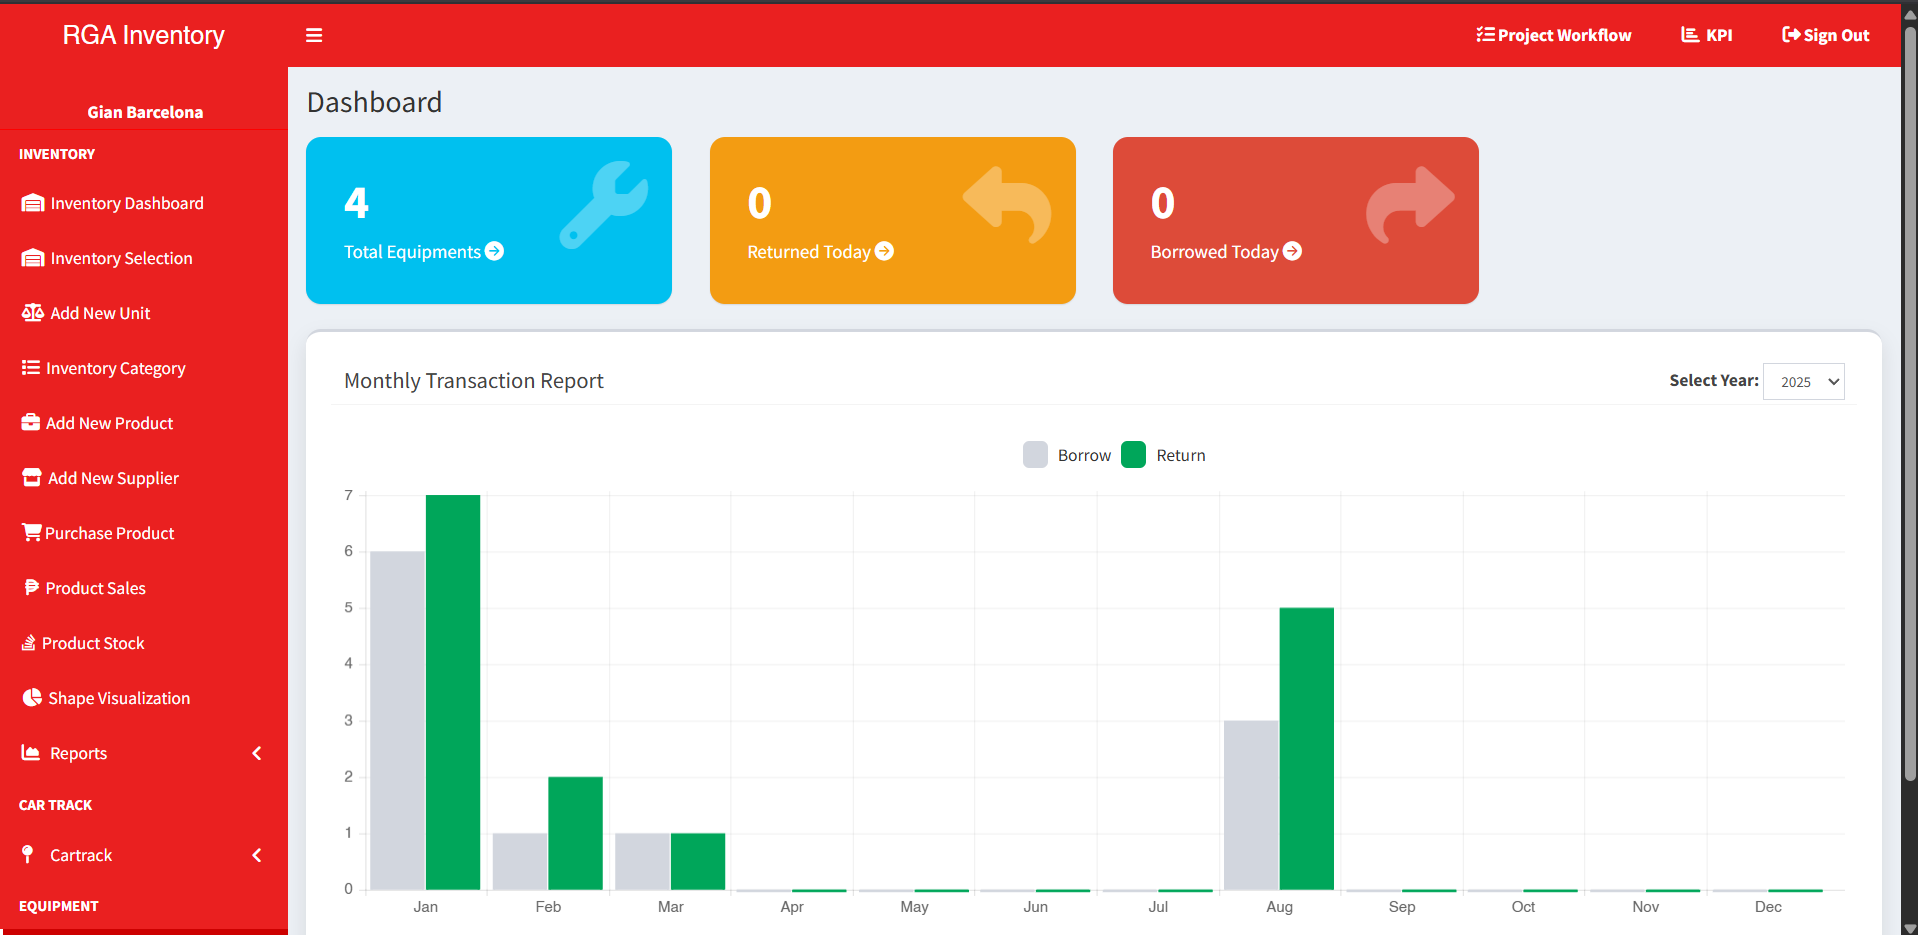 RGA Inventory
Project Workflow
KPI
Sign Out
Gian Barcelona
INVENTORY
Inventory Dashboard
Inventory Selection
Add New Unit
Inventory Category
Add New Product
Add New Supplier
Purchase Product
Product Sales
Product Stock
Shape Visualization
Reports
CAR TRACK
Cartrack
EQUIPMENT
Dashboard
4
Total Equipments
0
Returned Today
0
Borrowed Today
Monthly Transaction Report
Select Year: 2025
Borrow Return
7
6
5
4
3
2
1
0
Jan Feb Mar Apr May Jun Jul Aug Sep Oct Nov Dec